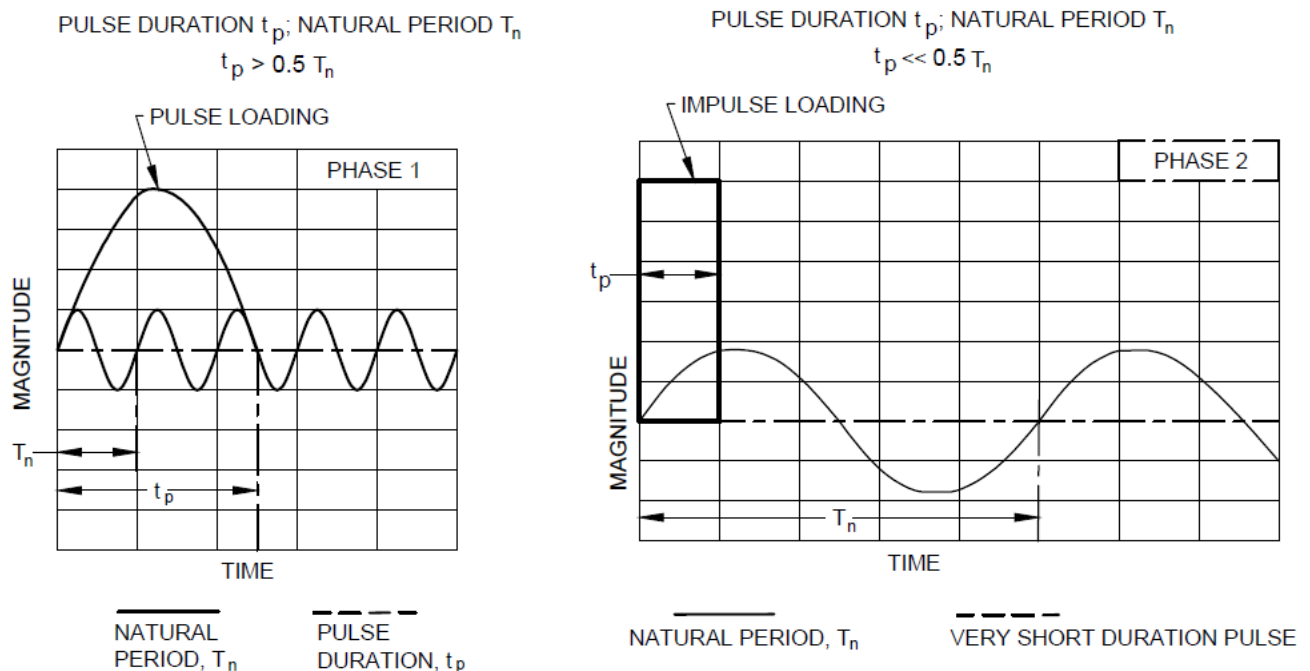 PULSE DURATION tp; NATURAL PERIOD Tn
tp > 0.5 Tn
PULSE LOADING
PHASE 1
MAGNITUDE
Tn
tp
TIME
NATURAL
PERIOD, Tn
PULSE
DURATION, tp
PULSE DURATION tp; NATURAL PERIOD Tn
tp << 0.5 Tn
IMPULSE LOADING
PHASE 2
tp
MAGNITUDE
Tn
TIME
NATURAL PERIOD, Tn
VERY SHORT DURATION PULSE